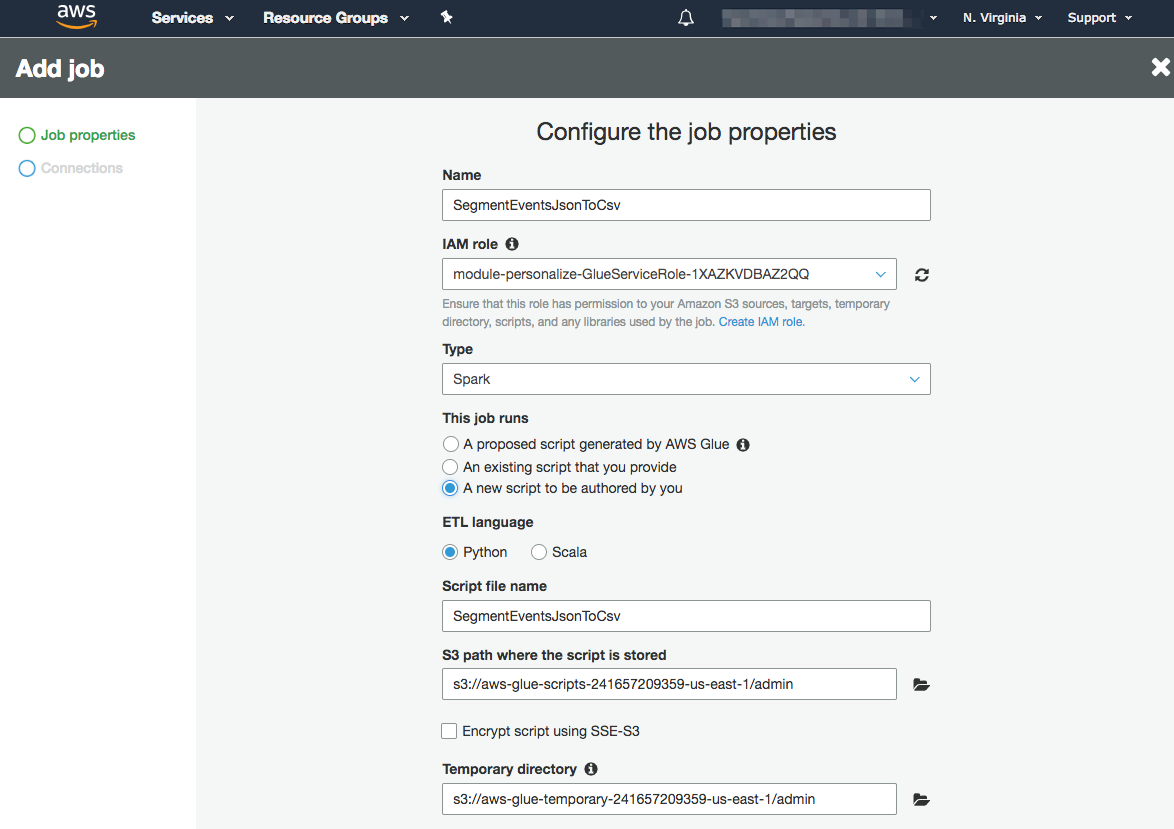 aws Services Resource Groups N. Virginia Support
Add job
Job properties
Connections
Configure the job properties
Name
SegmentEventsJsonToCsv
IAM role
module-personalize-GlueServiceRole-1XAZKVDBAZ2QQ
Ensure that this role has permission to your Amazon S3 sources, targets, temporary
directory, scripts, and any libraries used by the job. Create IAM role.
Type
Spark
This job runs
A proposed script generated by AWS Glue
An existing script that you provide
A new script to be authored by you
ETL language
Python Scala
Script file name
SegmentEventsJsonToCsv
S3 path where the script is stored
s3://aws-glue-scripts-241657209359-us-east-1/admin
Encrypt script using SSE-S3
Temporary directory
s3://aws-glue-temporary-241657209359-us-east-1/admin